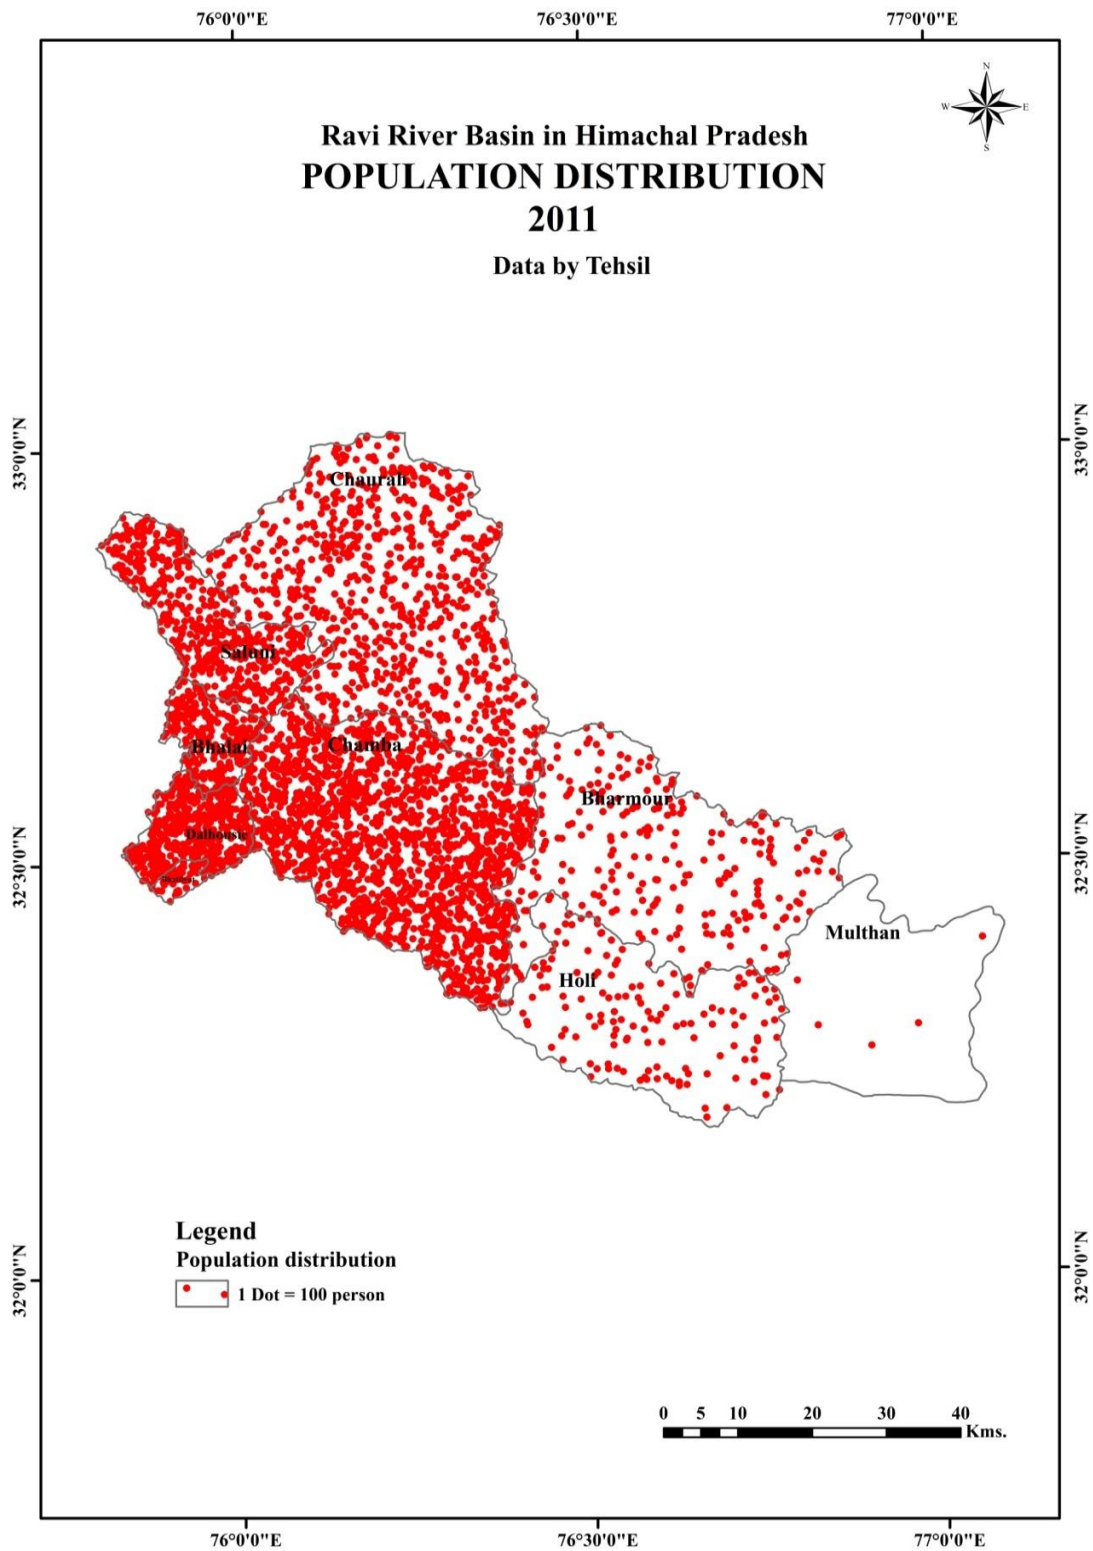 76°0'0"E 76°30'0"E 77°0'0"E
N
W E
S
Ravi River Basin in Himachal Pradesh
POPULATION DISTRIBUTION
2011
Data by Tehsil
33°0'0"N 33°0'0"N
Chaurah
Saluni
Bhalai
Chamba
Bharmour
Dalhousie
32°30'0"N 32°30'0"N
Multhan
Holi
Legend
Population distribution
1 Dot = 100 person
32°0'0"N 32°0'0"N
0 5 10 20 30 40
Kms.
76°0'0"E 76°30'0"E 77°0'0"E